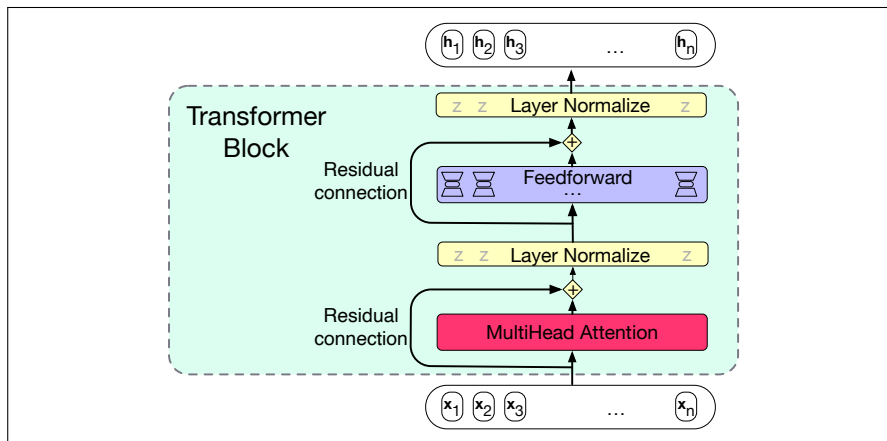 h1 h2 h3 ... hn
z z Layer Normalize z
Transformer
Block
+
Residual
connection
Feedforward
...
z z Layer Normalize z
+
Residual
connection
MultiHead Attention
x1 x2 x3 ... xn